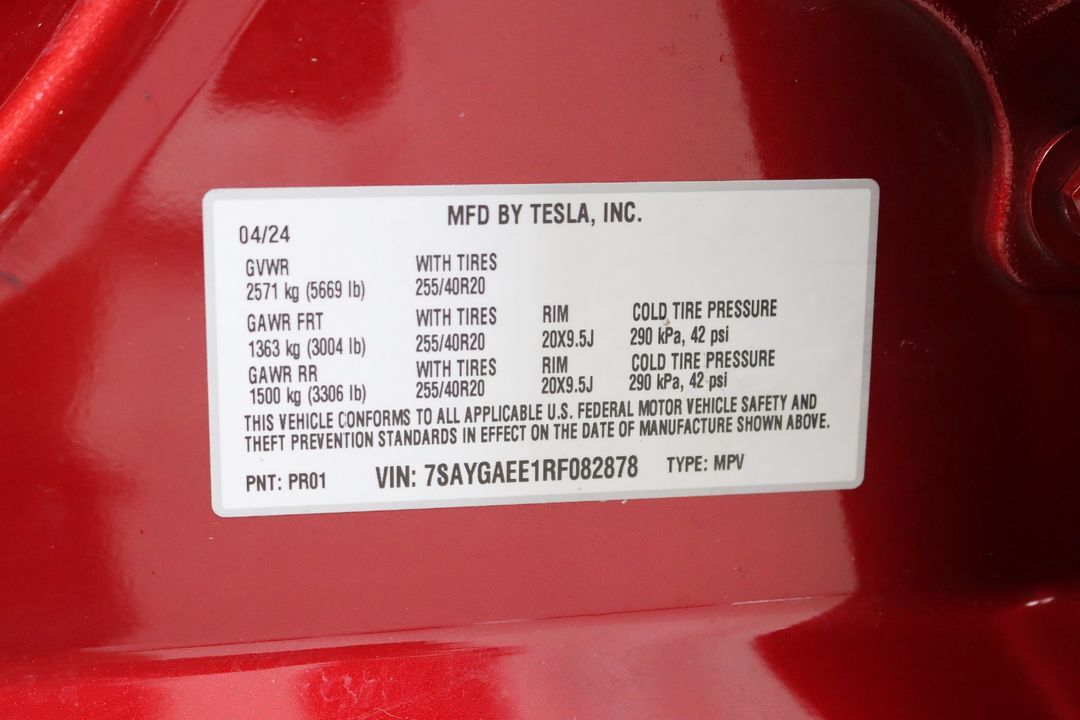 MFD BY TESLA, INC.
04/24
GVWR WITH TIRES
2571 kg (5669 lb) 255/40R20
GAWR FRT WITH TIRES RIM COLD TIRE PRESSURE
1363 kg (3004 lb) 255/40R20 20X9.5J 290 kPa, 42 psi
GAWR RR WITH TIRES RIM COLD TIRE PRESSURE
1500 kg (3306 lb) 255/40R20 20X9.5J 290 kPa, 42 psi
THIS VEHICLE CONFORMS TO ALL APPLICABLE U.S. FEDERAL MOTOR VEHICLE SAFETY AND
THEFT PREVENTION STANDARDS IN EFFECT ON THE DATE OF MANUFACTURE SHOWN ABOVE.
PNT: PR01 VIN: 7SAYGAEE1RF082878 TYPE: MPV